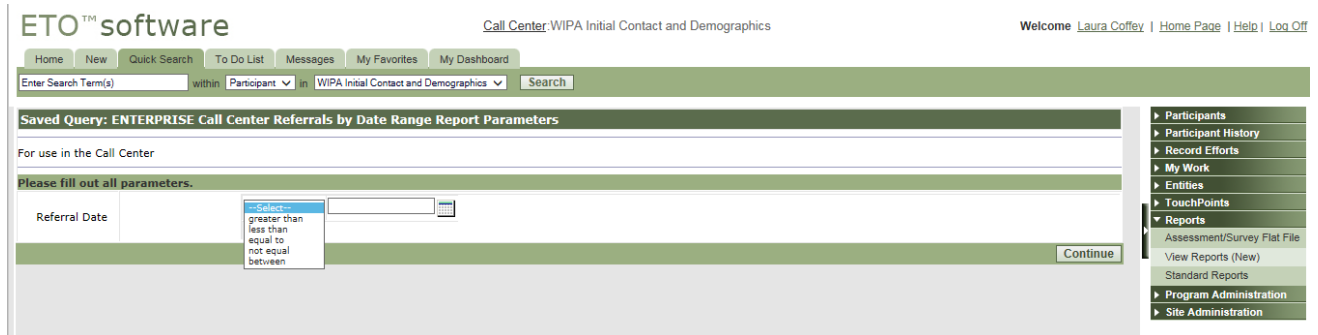 ETO™software
Call Center:WIPA Initial Contact and Demographics
Welcome Laura Coffey | Home Page | Help | Log Off
Home New Quick Search To Do List Messages My Favorites My Dashboard
Enter Search Term(s) within Participant in WIPA Initial Contact and Demographics Search
Saved Query: ENTERPRISE Call Center Referrals by Date Range Report Parameters
For use in the Call Center
Please fill out all parameters.
Referral Date
--Select--
greater than
less than
equal to
not equal
between
Continue
Participants
Participant History
Record Efforts
My Work
Entities
TouchPoints
Reports
Assessment/Survey Flat File
View Reports (New)
Standard Reports
Program Administration
Site Administration